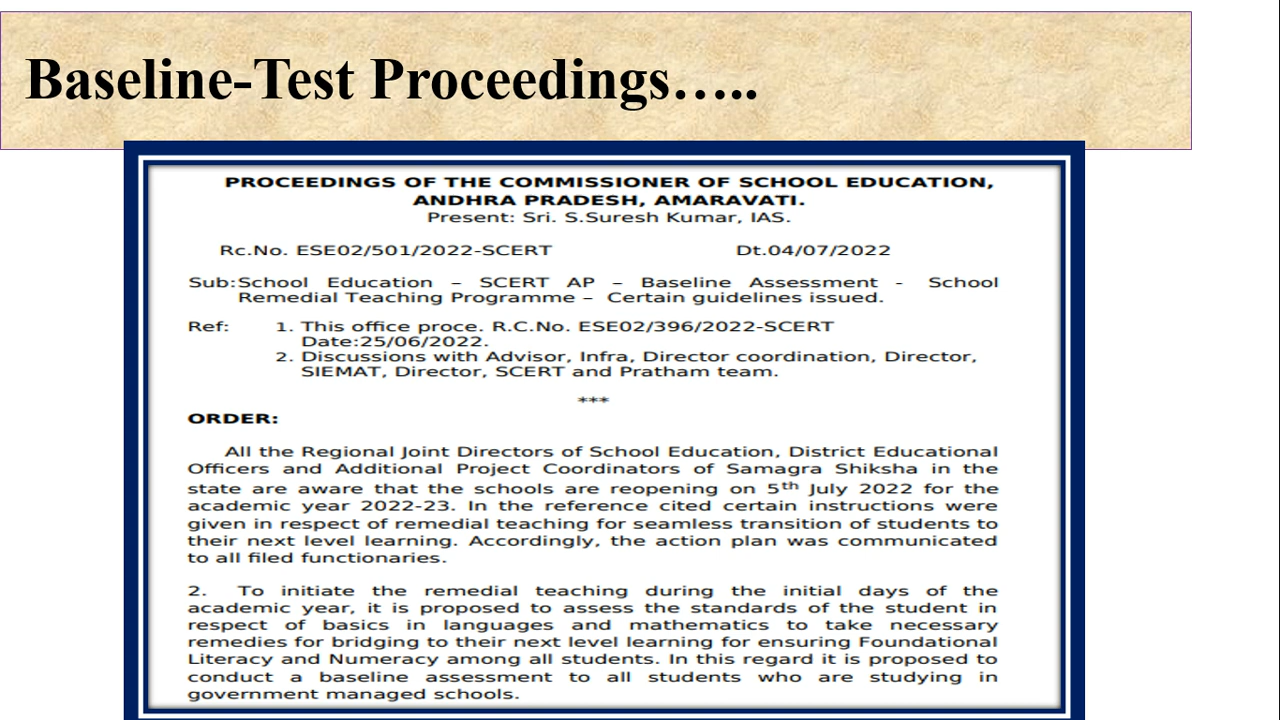 Baseline-Test Proceedings…..
PROCEEDINGS OF THE COMMISSIONER OF SCHOOL EDUCATION,
ANDHRA PRADESH, AMARAVATI.
Present: Sri. S.Suresh Kumar, IAS.
Rc.No. ESE02/501/2022-SCERT Dt.04/07/2022
Sub:School Education – SCERT AP – Baseline Assessment - School
Remedial Teaching Programme – Certain guidelines issued.
Ref: 1. This office proce. R.C.No. ESE02/396/2022-SCERT
Date:25/06/2022.
2. Discussions with Advisor, Infra, Director coordination, Director,
SIEMAT, Director, SCERT and Pratham team.
***
ORDER:
All the Regional Joint Directors of School Education, District Educational
Officers and Additional Project Coordinators of Samagra Shiksha in the
state are aware that the schools are reopening on 5th July 2022 for the
academic year 2022-23. In the reference cited certain instructions were
given in respect of remedial teaching for seamless transition of students to
their next level learning. Accordingly, the action plan was communicated
to all filed functionaries.
2. To initiate the remedial teaching during the initial days of the
academic year, it is proposed to assess the standards of the student in
respect of basics in languages and mathematics to take necessary
remedies for bridging to their next level learning for ensuring Foundational
Literacy and Numeracy among all students. In this regard it is proposed to
conduct a baseline assessment to all students who are studying in
government managed schools.